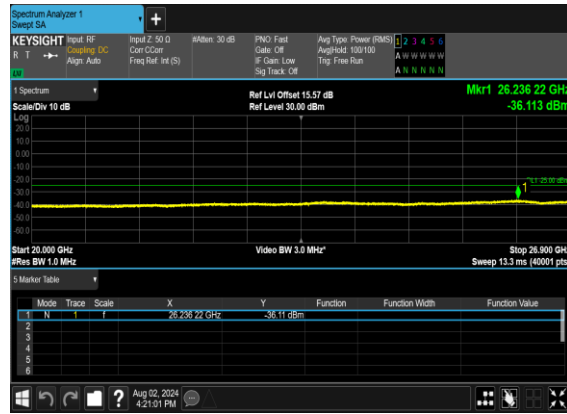 Spectrum Analyzer 1
Swept SA
KEYSIGHT Input: RF Input Z: 50 Ω #Atten: 30 dB PNO: Fast Avg Type: Power (RMS) 1 2 3 4 5 6
R T Coupling: DC Corr CCorr Gate: Off Avg|Hold: 100/100 A W W W W W
Align: Auto Freq Ref: Int (S) IF Gain: Low Trig: Free Run A N N N N N
Sig Track: Off
1 Spectrum Ref Lvl Offset 15.57 dB Mkr1 26.236 22 GHz
Scale/Div 10 dB Ref Level 30.00 dBm -36.113 dBm
Log
20.0
10.0
0.00
-10.0
-20.0
-25.00 dBm
1
-30.0
-40.0
-50.0
-60.0
Start 20.000 GHz Video BW 3.0 MHz* Stop 26.900 GHz
#Res BW 1.0 MHz Sweep 13.3 ms (40001 pts)
5 Marker Table
Mode Trace Scale X Y Function Function Width Function Value
1 N 1 f 26.236 22 GHz -36.11 dBm
2
3
4
5
6
? Aug 02, 2024
4:21:01 PM